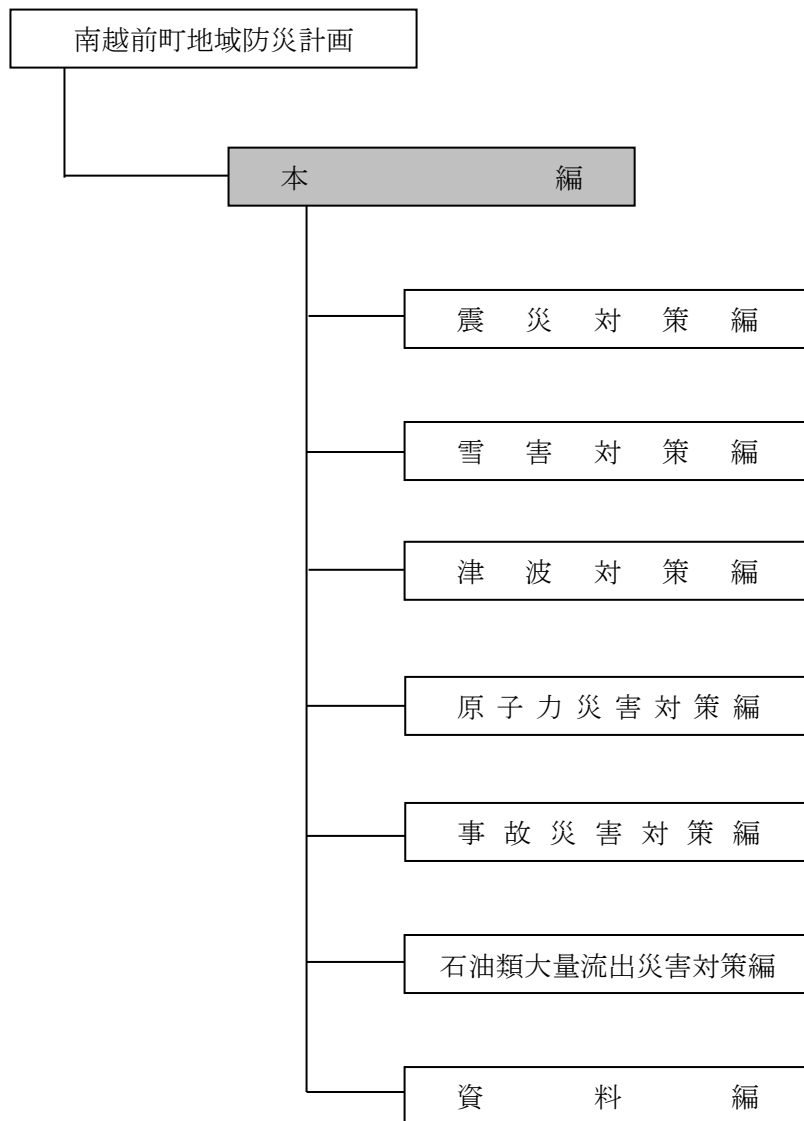 南越前町地域防災計画
本編
震災対策編
雪害対策編
津波対策編
原子力災害対策編
事故災害対策編
石油類大量流出災害対策編
資料編